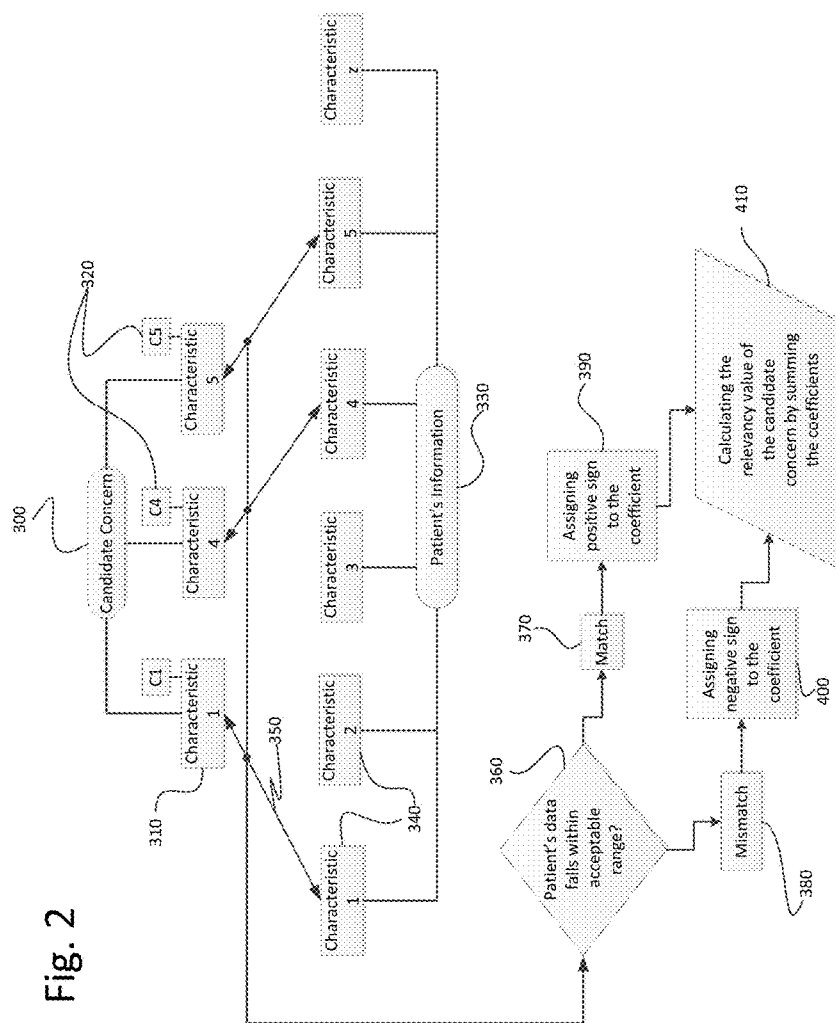 Fig. 2
300
Candidate Concern
320
C1
C4
C5
Characteristic
1
Characteristic
4
Characteristic
5
310
350
Characteristic
1
Characteristic
2
Characteristic
3
Characteristic
4
Characteristic
5
Characteristic
z
340
Patient's Information
330
360
Patient's data
falls within
acceptable
range?
370
Match
390
Assigning
positive sign
to the
coefficient
Mismatch
380
Assigning
negative sign
to the
coefficient
400
410
Calculating the
relevancy value of
the candidate
concern by summing
the coefficients